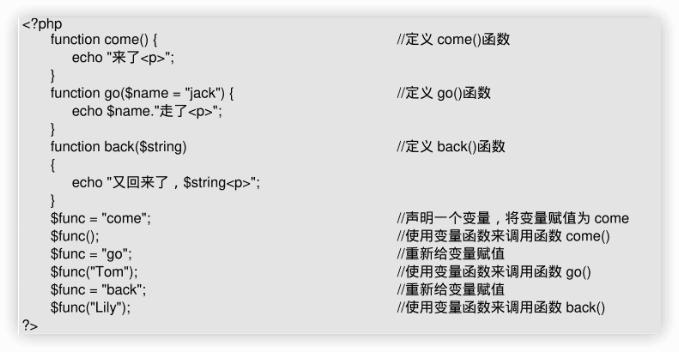 <?php
function come() { //定义 come()函数
echo "来了<p>";
}
function go($name = "jack") { //定义 go()函数
echo $name."走了<p>";
}
function back($string) //定义 back()函数
{
echo "又回来了，$string<p>";
}
$func = "come"; //声明一个变量，将变量赋值为 come
$func(); //使用变量函数来调用函数 come()
$func = "go"; //重新给变量赋值
$func("Tom"); //使用变量函数来调用函数 go()
$func = "back"; //重新给变量赋值
$func("Lily"); //使用变量函数来调用函数 back()
?>